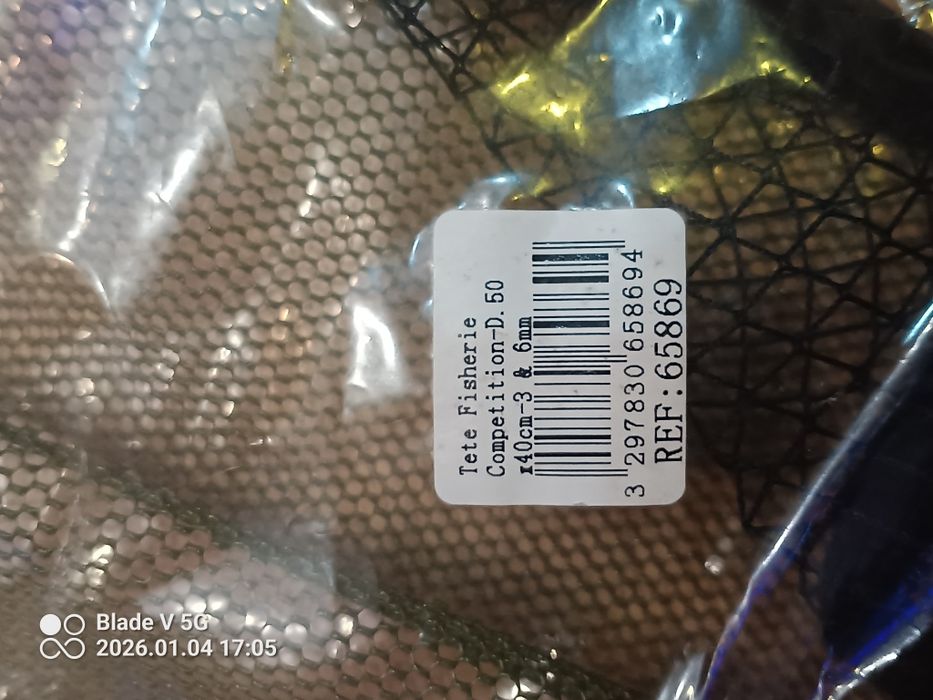 Tete Fisherie
Competition-D.50
x40cm-3 & 6mm
3 297830 658694
REF:65869
Blade V 5G
2026.01.04 17:05